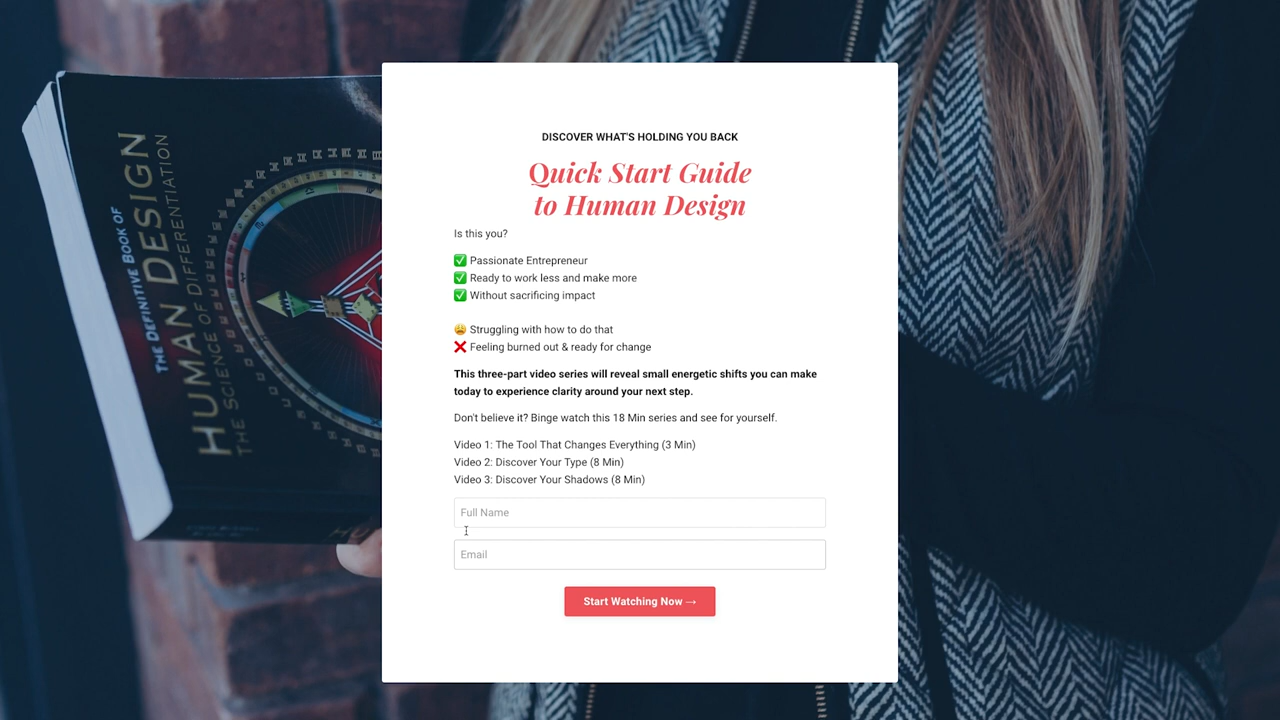 THE DEFINITIVE BOOK OF
HUMAN DESIGN
THE SCIENCE OF DIFFERENTIATION
DISCOVER WHAT'S HOLDING YOU BACK
Quick Start Guide
to Human Design
Is this you?
✅ Passionate Entrepreneur
✅ Ready to work less and make more
✅ Without sacrificing impact
😩 Struggling with how to do that
❌ Feeling burned out & ready for change
This three-part video series will reveal small energetic shifts you can make
today to experience clarity around your next step.
Don't believe it? Binge watch this 18 Min series and see for yourself.
Video 1: The Tool That Changes Everything (3 Min)
Video 2: Discover Your Type (8 Min)
Video 3: Discover Your Shadows (8 Min)
Full Name
Email
Start Watching Now →